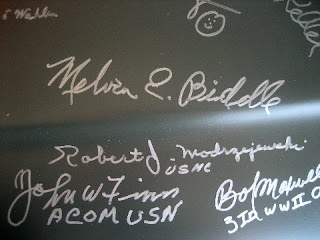 Melvin E. Biddle
Robert J. Modrzejewski
USMC
John W Finn
ACOM USN
Bob Maxwell
3ID WWII